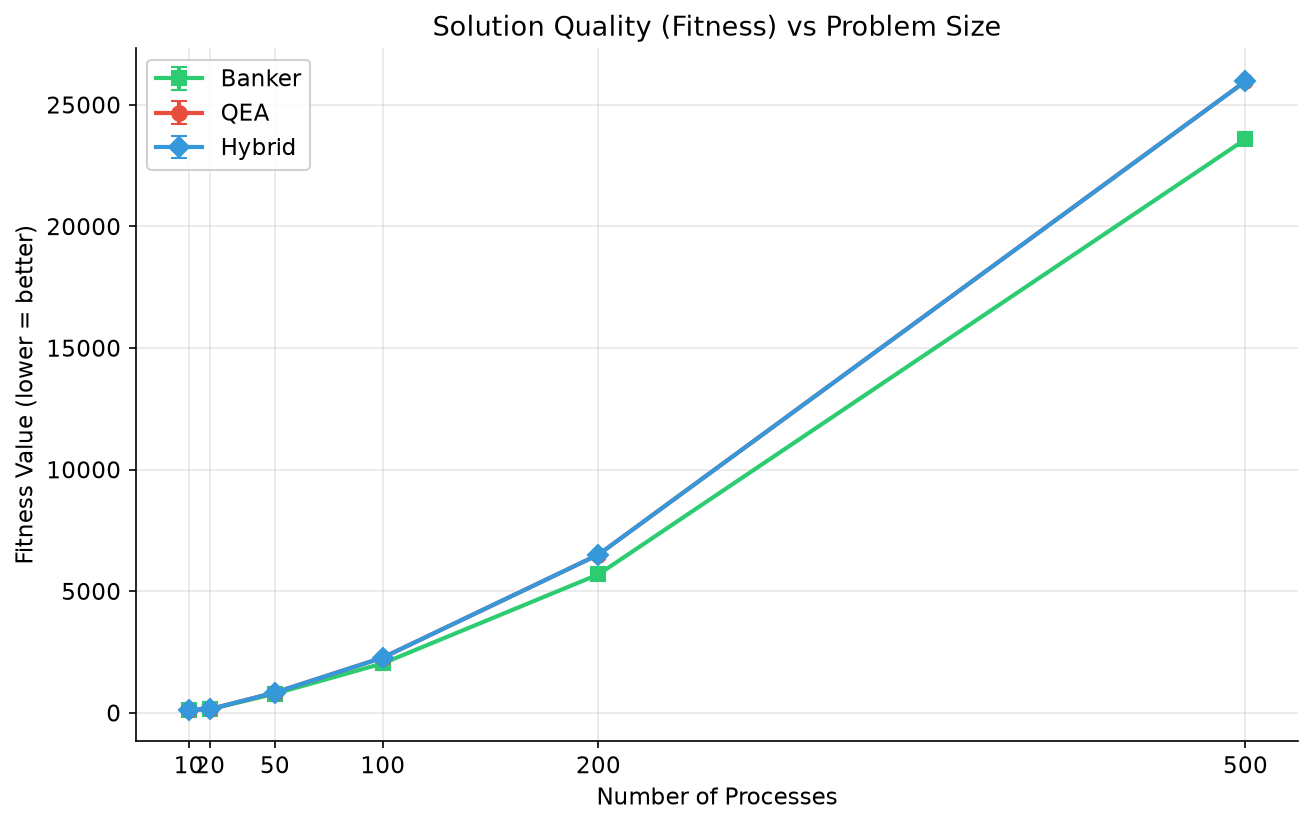 Solution Quality (Fitness) vs Problem Size
Banker
QEA
Hybrid
Fitness Value (lower = better)
25000
20000
15000
10000
5000
0
10 20 50 100 200 500
Number of Processes